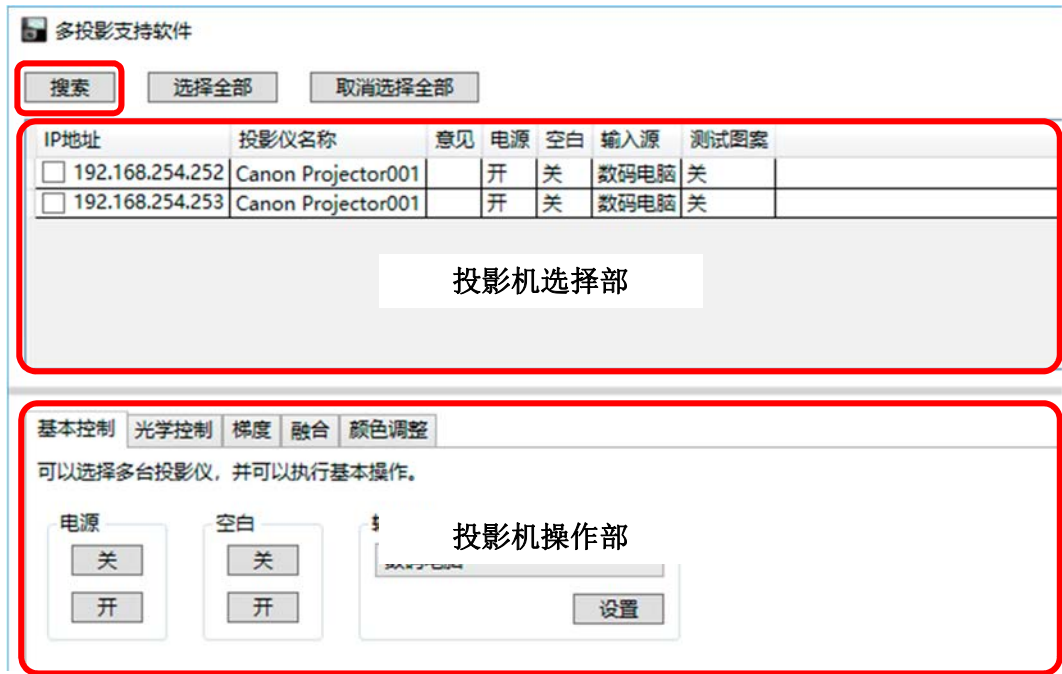 多投影支持软件
搜索 选择全部 取消选择全部
IP地址 投影仪名称 意见 电源 空白 输入源 测试图案
192.168.254.252 Canon Projector001 开 关 数码电脑 关
192.168.254.253 Canon Projector001 开 关 数码电脑 关
投影机选择部
基本控制 光学控制 梯度 融合 颜色调整
可以选择多台投影仪，并可以执行基本操作。
电源 空白
投影机操作部
关 关
开 开 设置